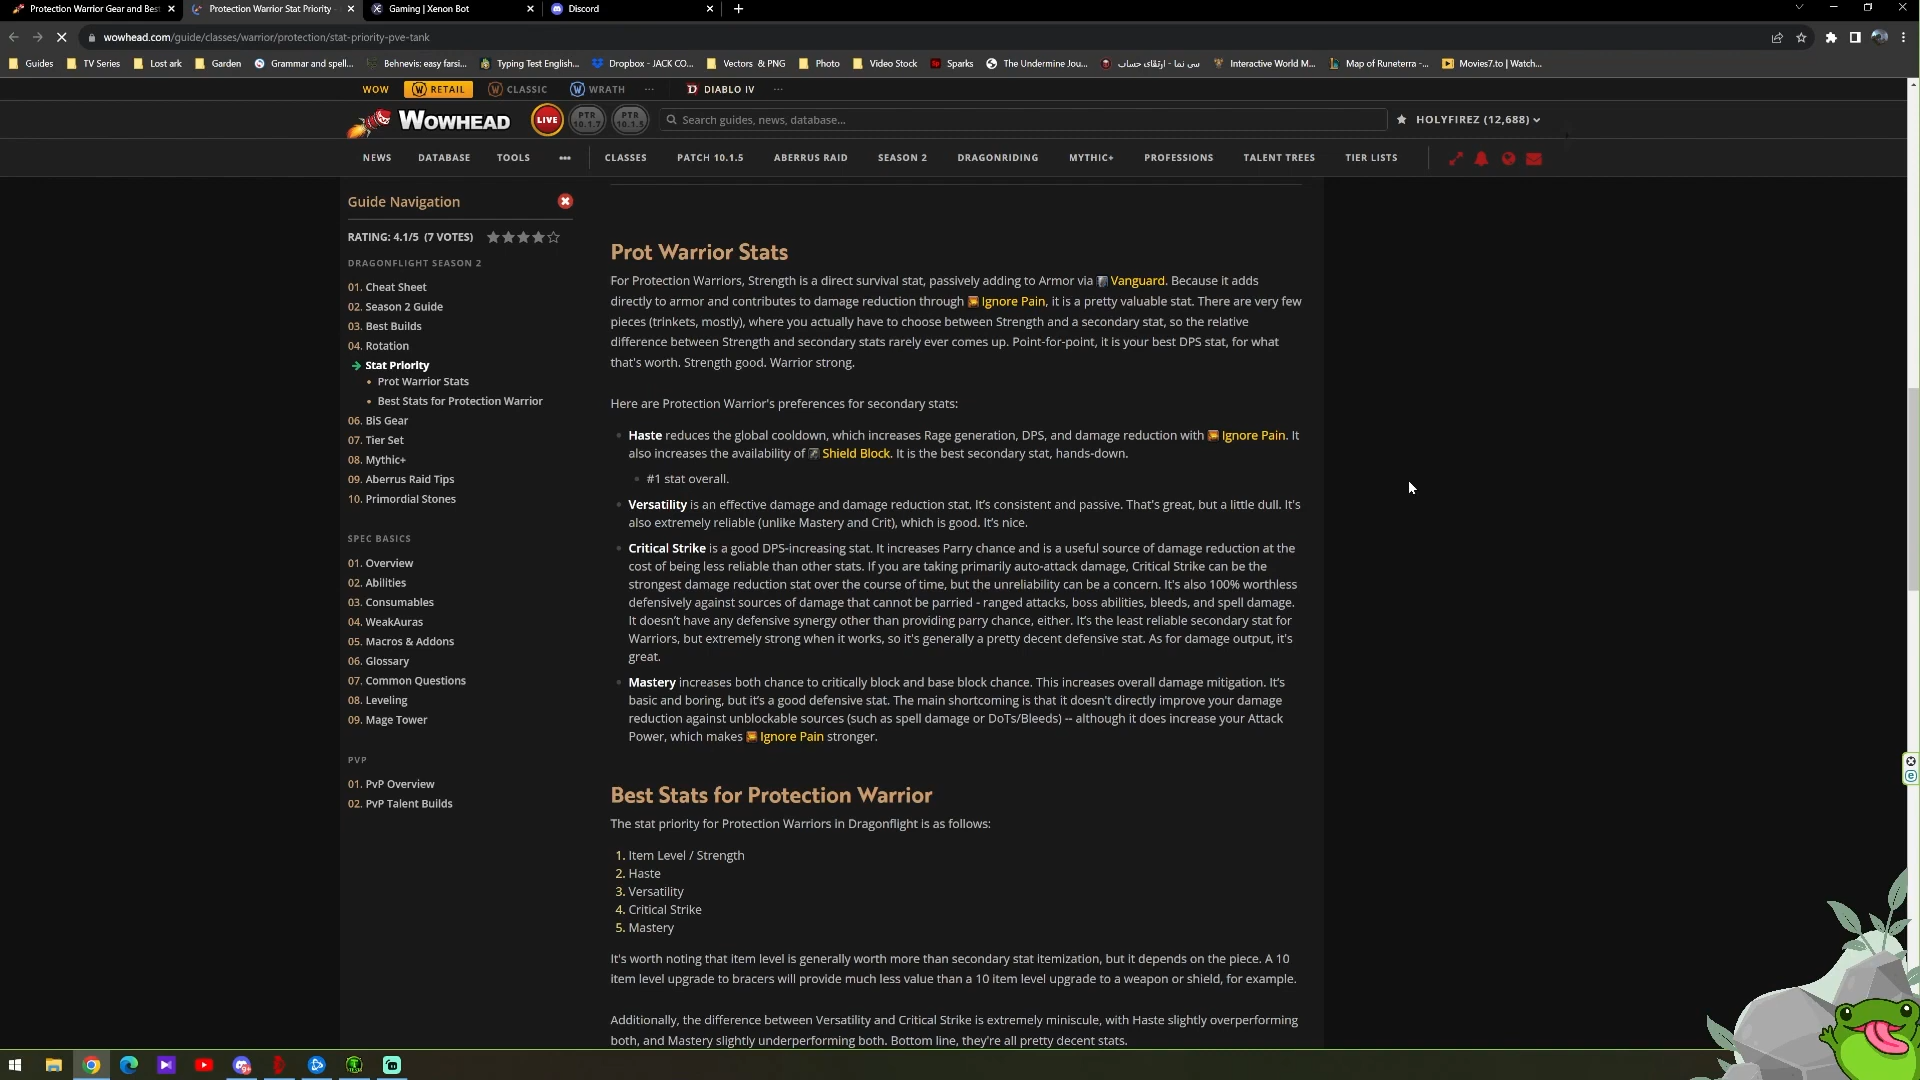 Protection Warrior Gear and Best
Protection Warrior Stat Priority -
Gaming | Xenon Bot
Discord
wowhead.com/guide/classes/warrior/protection/stat-priority-pve-tank
Guides
TV Series
Lost ark
Garden
Grammar and spell...
Behnevis: easy farsi...
Typing Test English...
Dropbox - JACK CO...
Vectors & PNG
Photo
Video Stock
Sparks
The Undermine Jou...
سی نما - ارتقای حساب
Interactive World M...
Map of Runeterra -...
Movies7.to | Watch...
WOW
RETAIL
CLASSIC
WRATH
DIABLO IV
WOWHEAD
LIVE
PTR 10.1.7
PTR 10.1.5
Search guides, news, database...
HOLYFIREZ (12,688)
NEWS
DATABASE
TOOLS
CLASSES
PATCH 10.1.5
ABERRUS RAID
SEASON 2
DRAGONRIDING
MYTHIC+
PROFESSIONS
TALENT TREES
TIER LISTS
Guide Navigation
RATING: 4.1/5 (7 VOTES)
DRAGONFLIGHT SEASON 2
01. Cheat Sheet
02. Season 2 Guide
03. Best Builds
04. Rotation
Stat Priority
Prot Warrior Stats
Best Stats for Protection Warrior
06. BiS Gear
07. Tier Set
08. Mythic+
09. Aberrus Raid Tips
10. Primordial Stones
SPEC BASICS
01. Overview
02. Abilities
03. Consumables
04. WeakAuras
05. Macros & Addons
06. Glossary
07. Common Questions
08. Leveling
09. Mage Tower
PVP
01. PvP Overview
02. PvP Talent Builds
Prot Warrior Stats
For Protection Warriors, Strength is a direct survival stat, passively adding to Armor via Vanguard. Because it adds
directly to armor and contributes to damage reduction through Ignore Pain, it is a pretty valuable stat. There are very few
pieces (trinkets, mostly), where you actually have to choose between Strength and a secondary stat, so the relative
difference between Strength and secondary stats rarely ever comes up. Point-for-point, it is your best DPS stat, for what
that's worth. Strength good. Warrior strong.
Here are Protection Warrior's preferences for secondary stats:
Haste reduces the global cooldown, which increases Rage generation, DPS, and damage reduction with Ignore Pain. It
also increases the availability of Shield Block. It is the best secondary stat, hands-down.
#1 stat overall.
Versatility is an effective damage and damage reduction stat. It's consistent and passive. That's great, but a little dull. It's
also extremely reliable (unlike Mastery and Crit), which is good. It's nice.
Critical Strike is a good DPS-increasing stat. It increases Parry chance and is a useful source of damage reduction at the
cost of being less reliable than other stats. If you are taking primarily auto-attack damage, Critical Strike can be the
strongest damage reduction stat over the course of time, but the unreliability can be a concern. It's also 100% worthless
defensively against sources of damage that cannot be parried - ranged attacks, boss abilities, bleeds, and spell damage.
It doesn't have any defensive synergy other than providing parry chance, either. It's the least reliable secondary stat for
Warriors, but extremely strong when it works, so it's generally a pretty decent defensive stat. As for damage output, it's
great.
Mastery increases both chance to critically block and base block chance. This increases overall damage mitigation. It's
basic and boring, but it's a good defensive stat. The main shortcoming is that it doesn't directly improve your damage
reduction against unblockable sources (such as spell damage or DoTs/Bleeds) -- although it does increase your Attack
Power, which makes Ignore Pain stronger.
Best Stats for Protection Warrior
The stat priority for Protection Warriors in Dragonflight is as follows:
1. Item Level / Strength
2. Haste
3. Versatility
4. Critical Strike
5. Mastery
It's worth noting that item level is generally worth more than secondary stat itemization, but it depends on the piece. A 10
item level upgrade to bracers will provide much less value than a 10 item level upgrade to a weapon or shield, for example.
Additionally, the difference between Versatility and Critical Strike is extremely miniscule, with Haste slightly overperforming
both, and Mastery slightly underperforming both. Bottom line, they're all pretty decent stats.